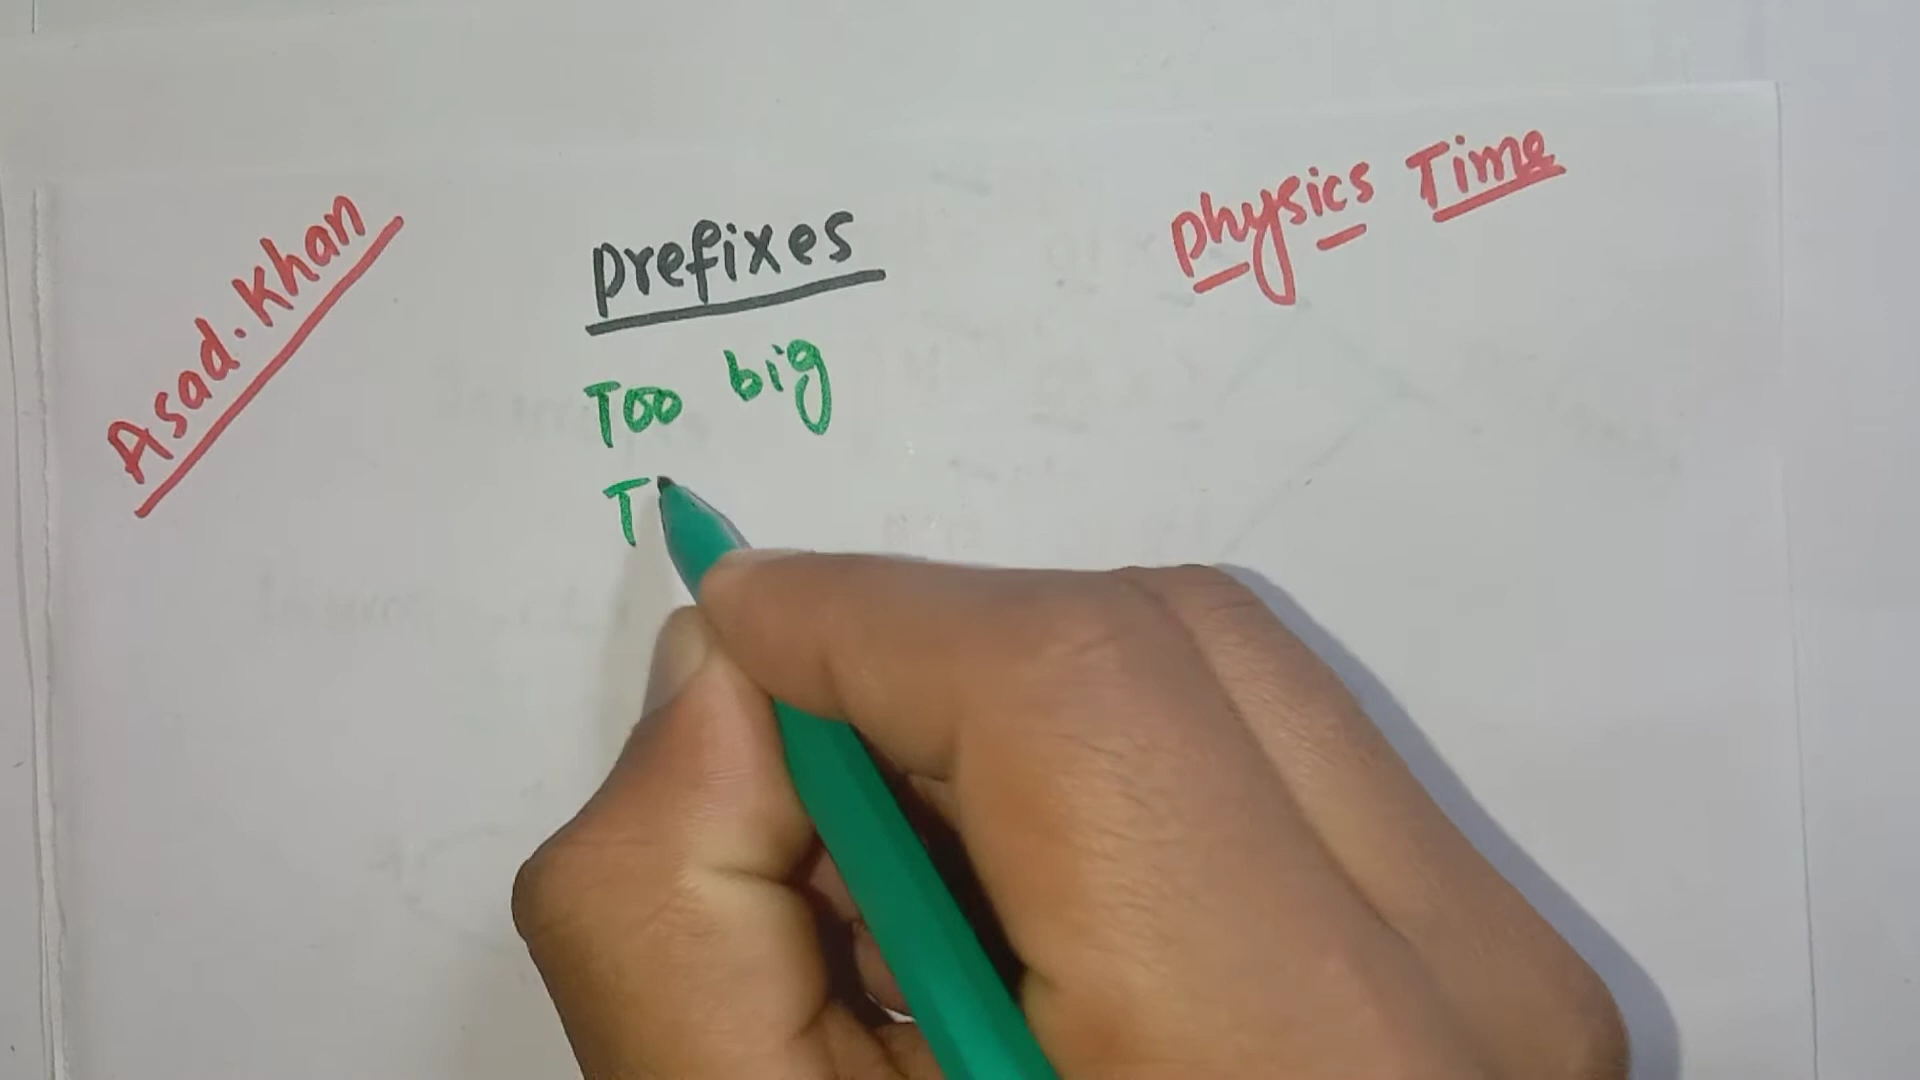 Asad.Khan
Prefixes
Physics Time
Too big
T